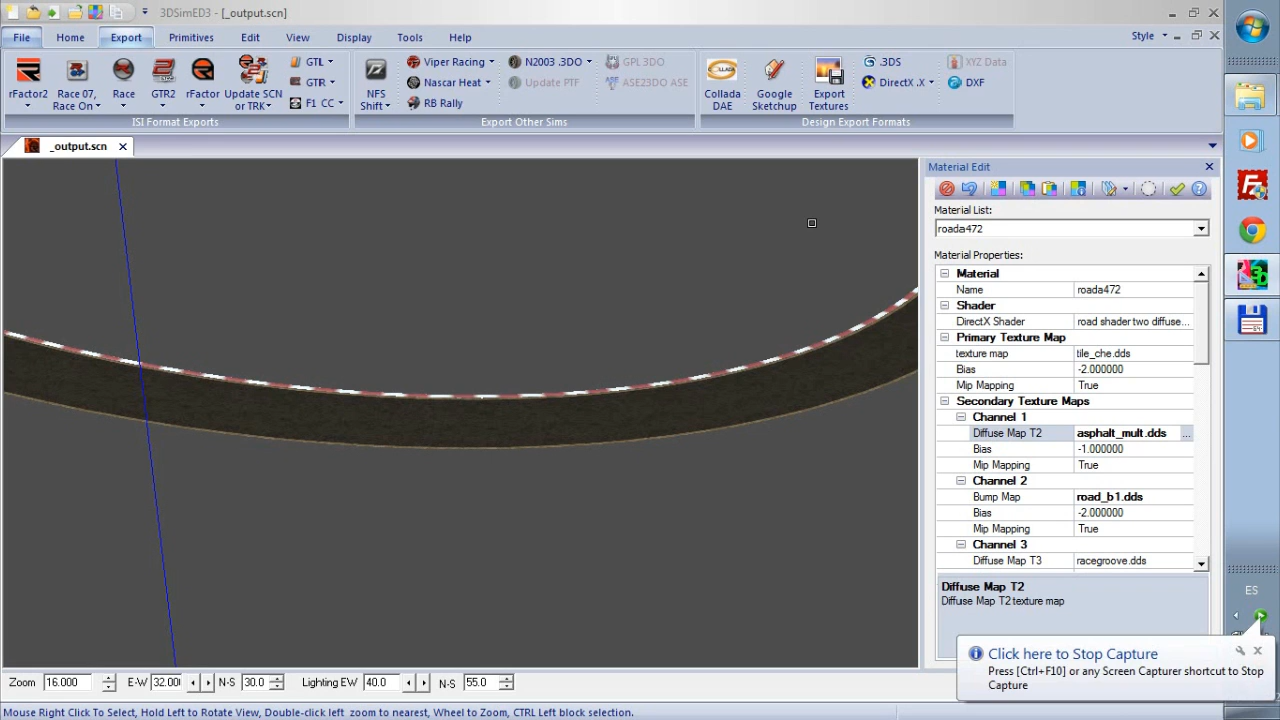 3DSimED3 - [_output.scn]
File Home Export Primitives Edit View Display Tools Help
Style
rFactor2
Race 07, Race On
Race
GTR2
rFactor
Update SCN or TRK
GTL
GTR
F1 CC
ISI Format Exports
NFS Shift
Viper Racing
Nascar Heat
RB Rally
N2003 .3DO
Update PTF
GPL 3DO
ASE23DO ASE
Export Other Sims
Collada DAE
Google Sketchup
Export Textures
.3DS
DirectX .X
XYZ Data
DXF
Design Export Formats
_output.scn
Material Edit
Material List:
roada472
Material Properties:
Material
Name roada472
Shader
DirectX Shader road shader two diffuse...
Primary Texture Map
texture map tile_che.dds
Bias -2.000000
Mip Mapping True
Secondary Texture Maps
Channel 1
Diffuse Map T2 asphalt_mult.dds ...
Bias -1.000000
Mip Mapping True
Channel 2
Bump Map road_b1.dds
Bias -2.000000
Mip Mapping True
Channel 3
Diffuse Map T3 racegroove.dds
Diffuse Map T2
Diffuse Map T2 texture map
ES
Click here to Stop Capture
Press [Ctrl+F10] or any Screen Capturer shortcut to Stop
Capture
Zoom 16.000 E-W 32.00 N-S 30.0 Lighting EW 40.0 N-S 55.0
Mouse Right Click To Select, Hold Left to Rotate View, Double-click left zoom to nearest, Wheel to Zoom, CTRL Left block selection.